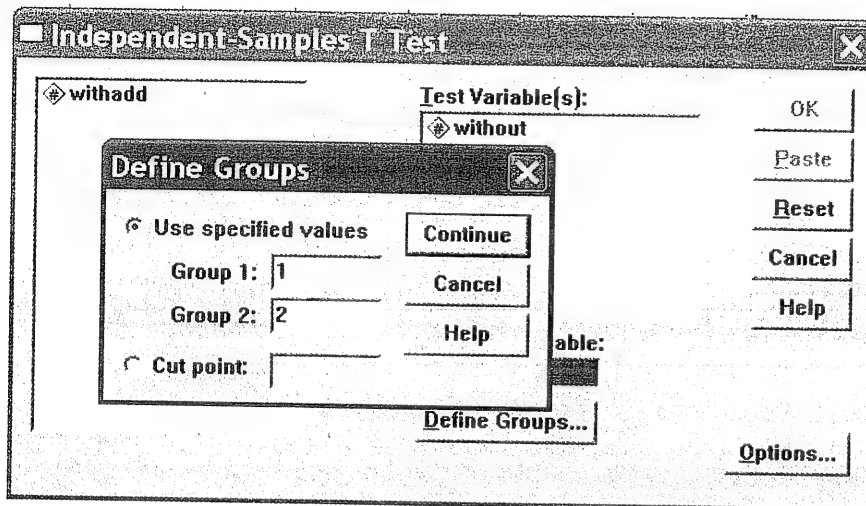 Independent-Samples T Test
withadd
Test Variable(s):
without
OK
Paste
Reset
Cancel
Help
Define Groups
Use specified values
Group 1: 1
Group 2: 2
Cut point:
Continue
Cancel
Help
able:
Define Groups...
Options...